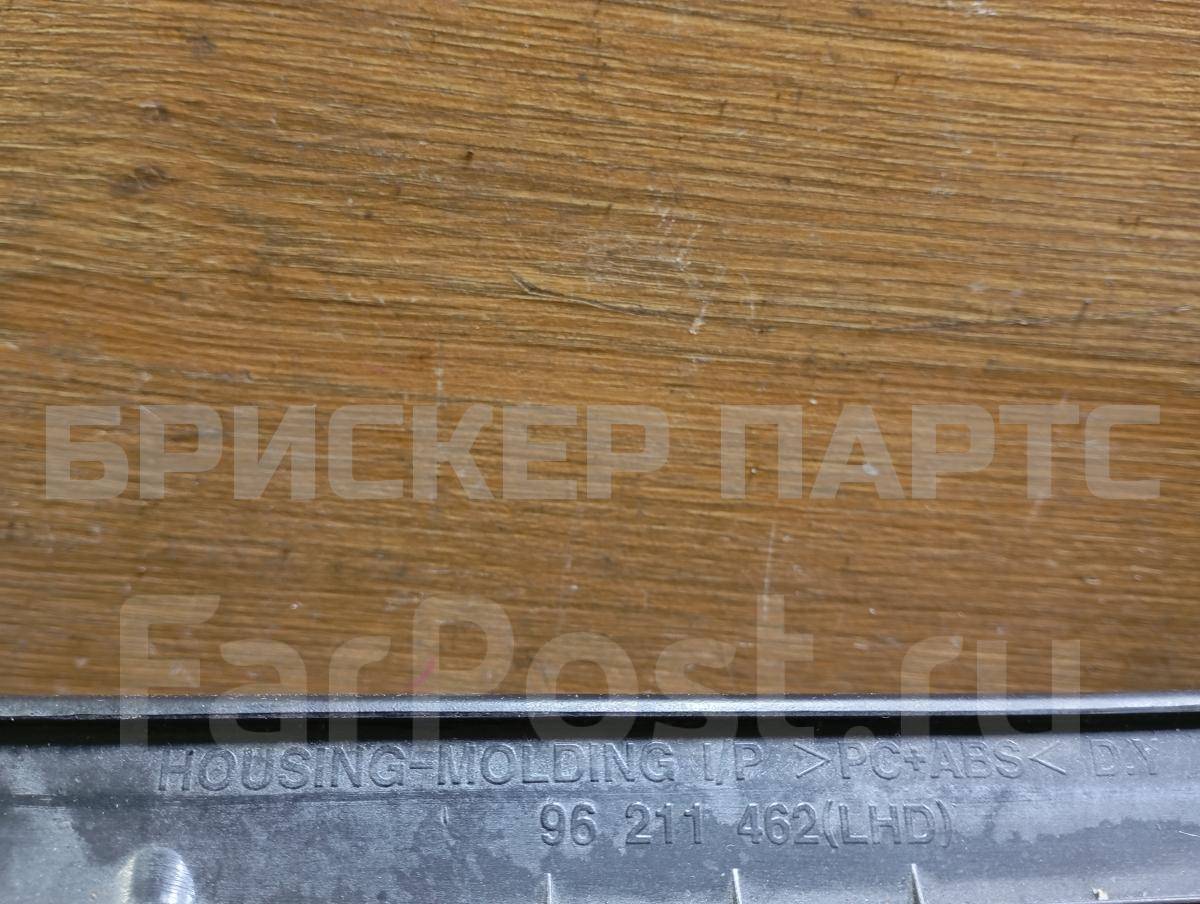 БРИСКЕР ПАРТС
FarPost.ru
HOUSING-MOLDING I/P >PC+ABS< D.Y
96 211 462(LHD)